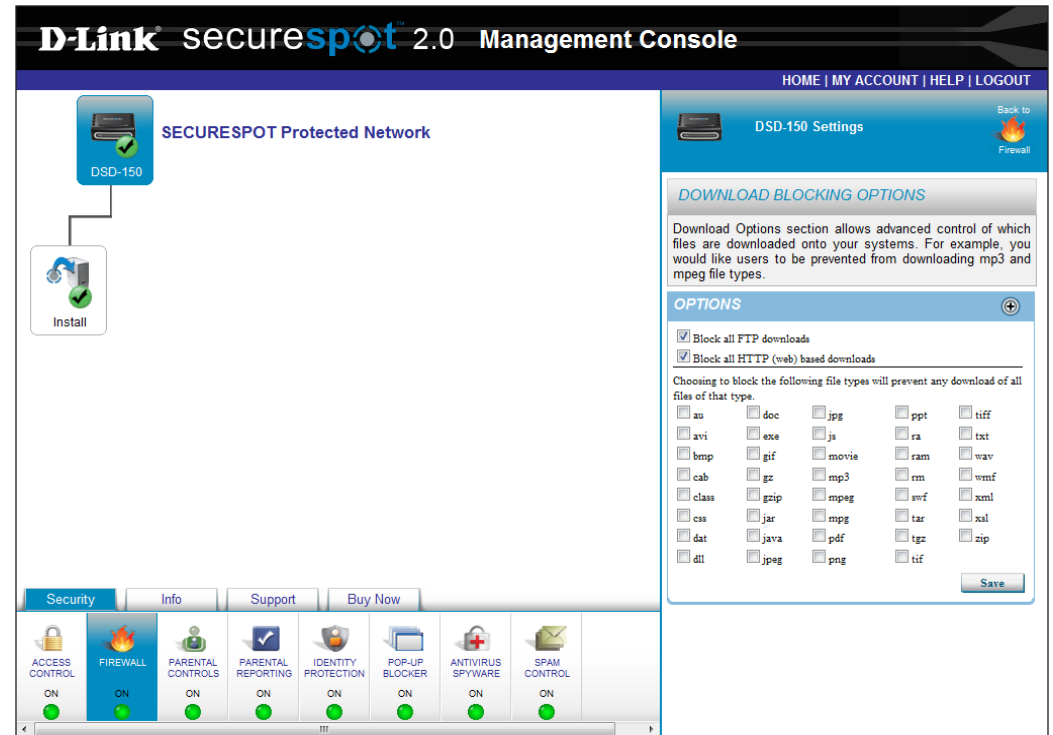 D-Link securespot™ 2.0 Management Console
HOME | MY ACCOUNT | HELP | LOGOUT
DSD-150
SECURESPOT Protected Network
Install
DSD-150 Settings
Back to
Firewall
DOWNLOAD BLOCKING OPTIONS
Download Options section allows advanced control of which
files are downloaded onto your systems. For example, you
would like users to be prevented from downloading mp3 and
mpeg file types.
OPTIONS
Block all FTP downloads
Block all HTTP (web) based downloads
Choosing to block the following file types will prevent any download of all
files of that type.
au doc jpg ppt tiff
avi exe js ra txt
bmp gif movie ram wav
cab gz mp3 rm wmf
class gzip mpeg swf xml
css jar mpg tar xsl
dat java pdf tgz zip
dll jpeg png tif
Save
Security Info Support Buy Now
ACCESS CONTROL FIREWALL PARENTAL CONTROLS PARENTAL REPORTING IDENTITY PROTECTION POP-UP BLOCKER ANTIVIRUS SPYWARE SPAM CONTROL
ON ON ON ON ON ON ON ON